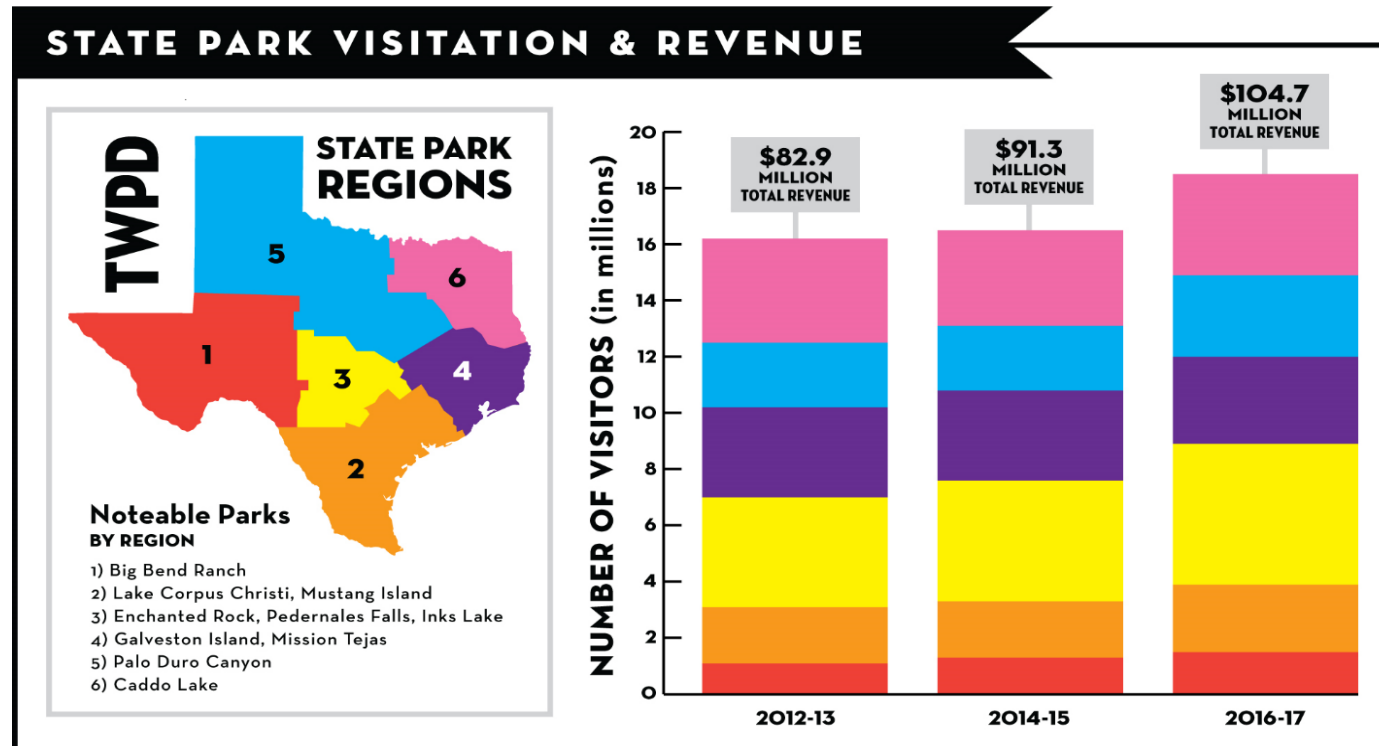 STATE PARK VISITATION & REVENUE
TWPD
STATE PARK
REGIONS
5
6
1
3
4
2
Noteable Parks
BY REGION
1) Big Bend Ranch
2) Lake Corpus Christi, Mustang Island
3) Enchanted Rock, Pedernales Falls, Inks Lake
4) Galveston Island, Mission Tejas
5) Palo Duro Canyon
6) Caddo Lake
NUMBER OF VISITORS (in millions)
20
18
16
14
12
10
8
6
4
2
0
$82.9
MILLION
TOTAL REVENUE
$91.3
MILLION
TOTAL REVENUE
$104.7
MILLION
TOTAL REVENUE
2012-13
2014-15
2016-17